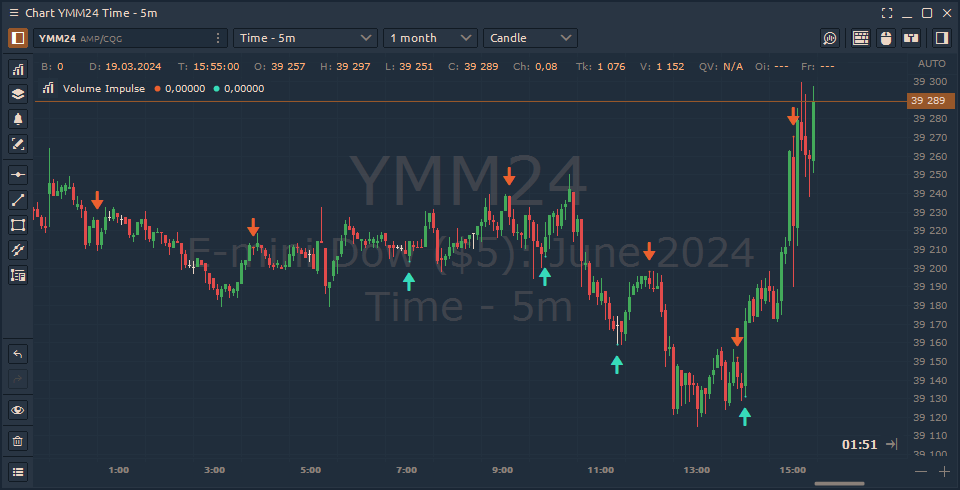 Chart YMM24 Time - 5m
YMM24 AMP/CQG Time - 5m 1 month Candle
B: 0 D: 19.03.2024 T: 15:55:00 O: 39 257 H: 39 297 L: 39 251 C: 39 289 Ch: 0,08 Tk: 1 076 V: 1 152 QV: N/A Oi: --- Fr: --- AUTO
Volume Impulse 0,00000 0,00000
39 300
39 289
39 280
39 270
39 260
39 250
39 240
39 230
39 220
39 210
39 200
39 190
39 180
39 170
39 160
39 150
39 140
39 130
39 120
39 110
39 100
YMM24
E-mini Dow ($5): June 2024
Time - 5m
01:51
1:00 3:00 5:00 7:00 9:00 11:00 13:00 15:00